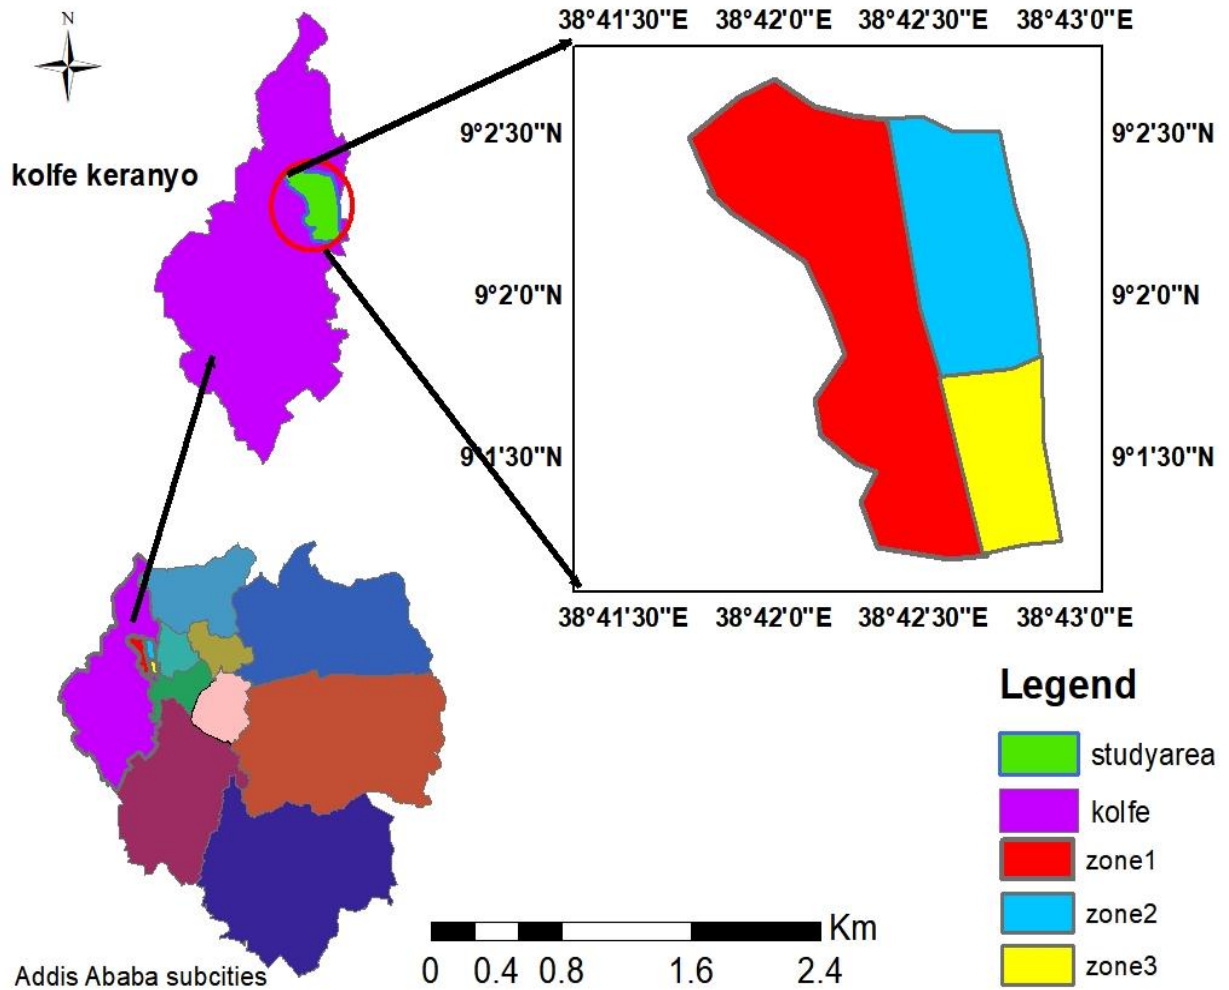 N
38°41'30"E 38°42'0"E 38°42'30"E 38°43'0"E
9°2'30"N 9°2'30"N
kolfe keranyo
9°2'0"N 9°2'0"N
9°1'30"N 9°1'30"N
38°41'30"E 38°42'0"E 38°42'30"E 38°43'0"E
Legend
studyarea
kolfe
zone1
zone2
zone3
Km
0 0.4 0.8 1.6 2.4
Addis Ababa subcities